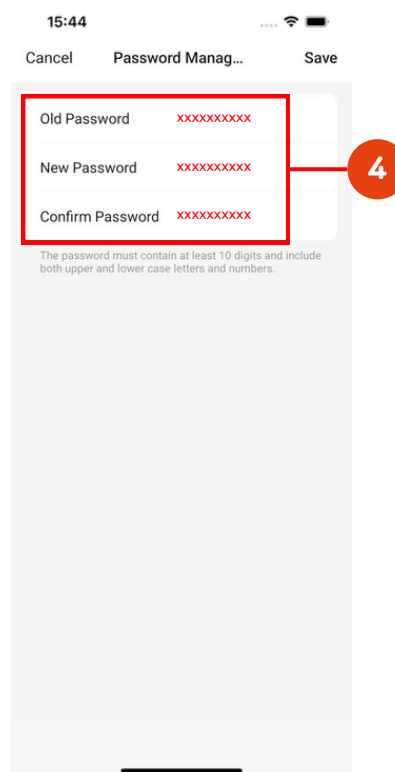 15:44
Cancel Password Manag... Save
Old Password xxxxxxxxxx
New Password xxxxxxxxxx
4
Confirm Password xxxxxxxxxx
The password must contain at least 10 digits and include
both upper and lower case letters and numbers.